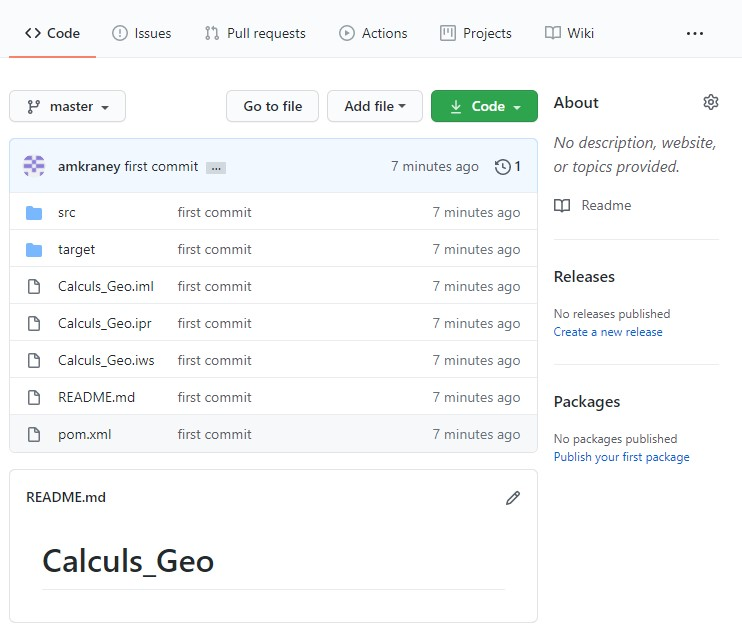 Code Issues Pull requests Actions Projects Wiki ...
master Go to file Add file Code
amkraney first commit ... 7 minutes ago 1
src first commit 7 minutes ago
target first commit 7 minutes ago
Calculs_Geo.iml first commit 7 minutes ago
Calculs_Geo.ipr first commit 7 minutes ago
Calculs_Geo.iws first commit 7 minutes ago
README.md first commit 7 minutes ago
pom.xml first commit 7 minutes ago
README.md
Calculs_Geo
About
No description, website,
or topics provided.
Readme
Releases
No releases published
Create a new release
Packages
No packages published
Publish your first package